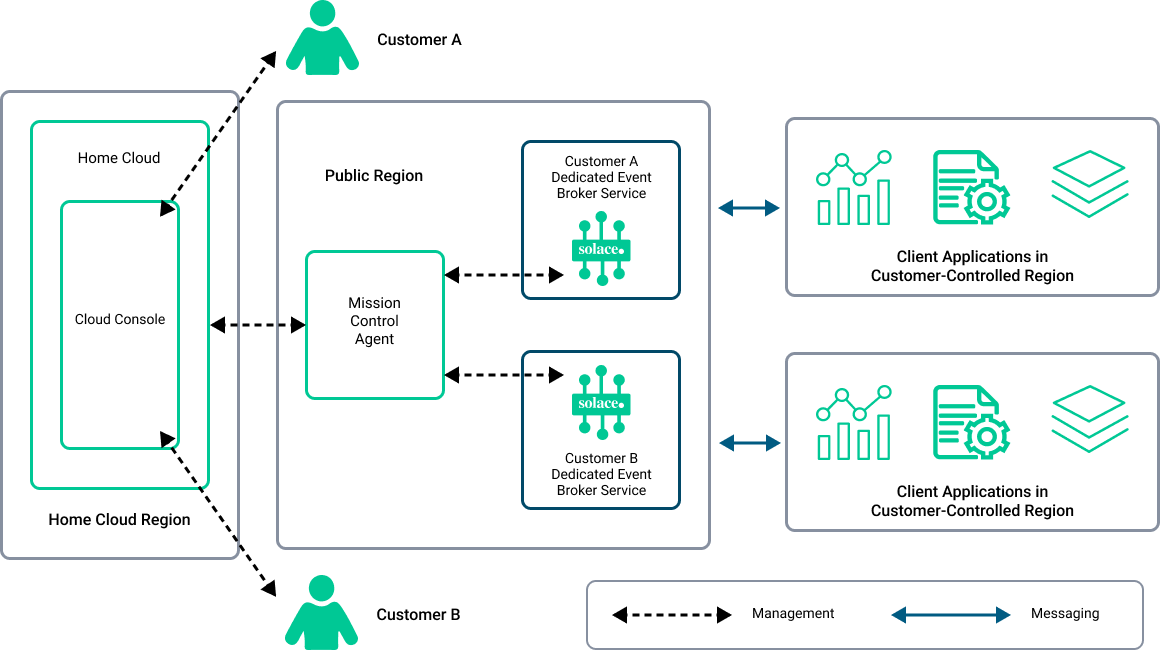 Customer A
Home Cloud
Cloud Console
Home Cloud Region
Public Region
Mission
Control
Agent
Customer A
Dedicated Event
Broker Service
solace.
solace.
Customer B
Dedicated Event
Broker Service
Client Applications in
Customer-Controlled Region
Client Applications in
Customer-Controlled Region
Customer B
Management
Messaging